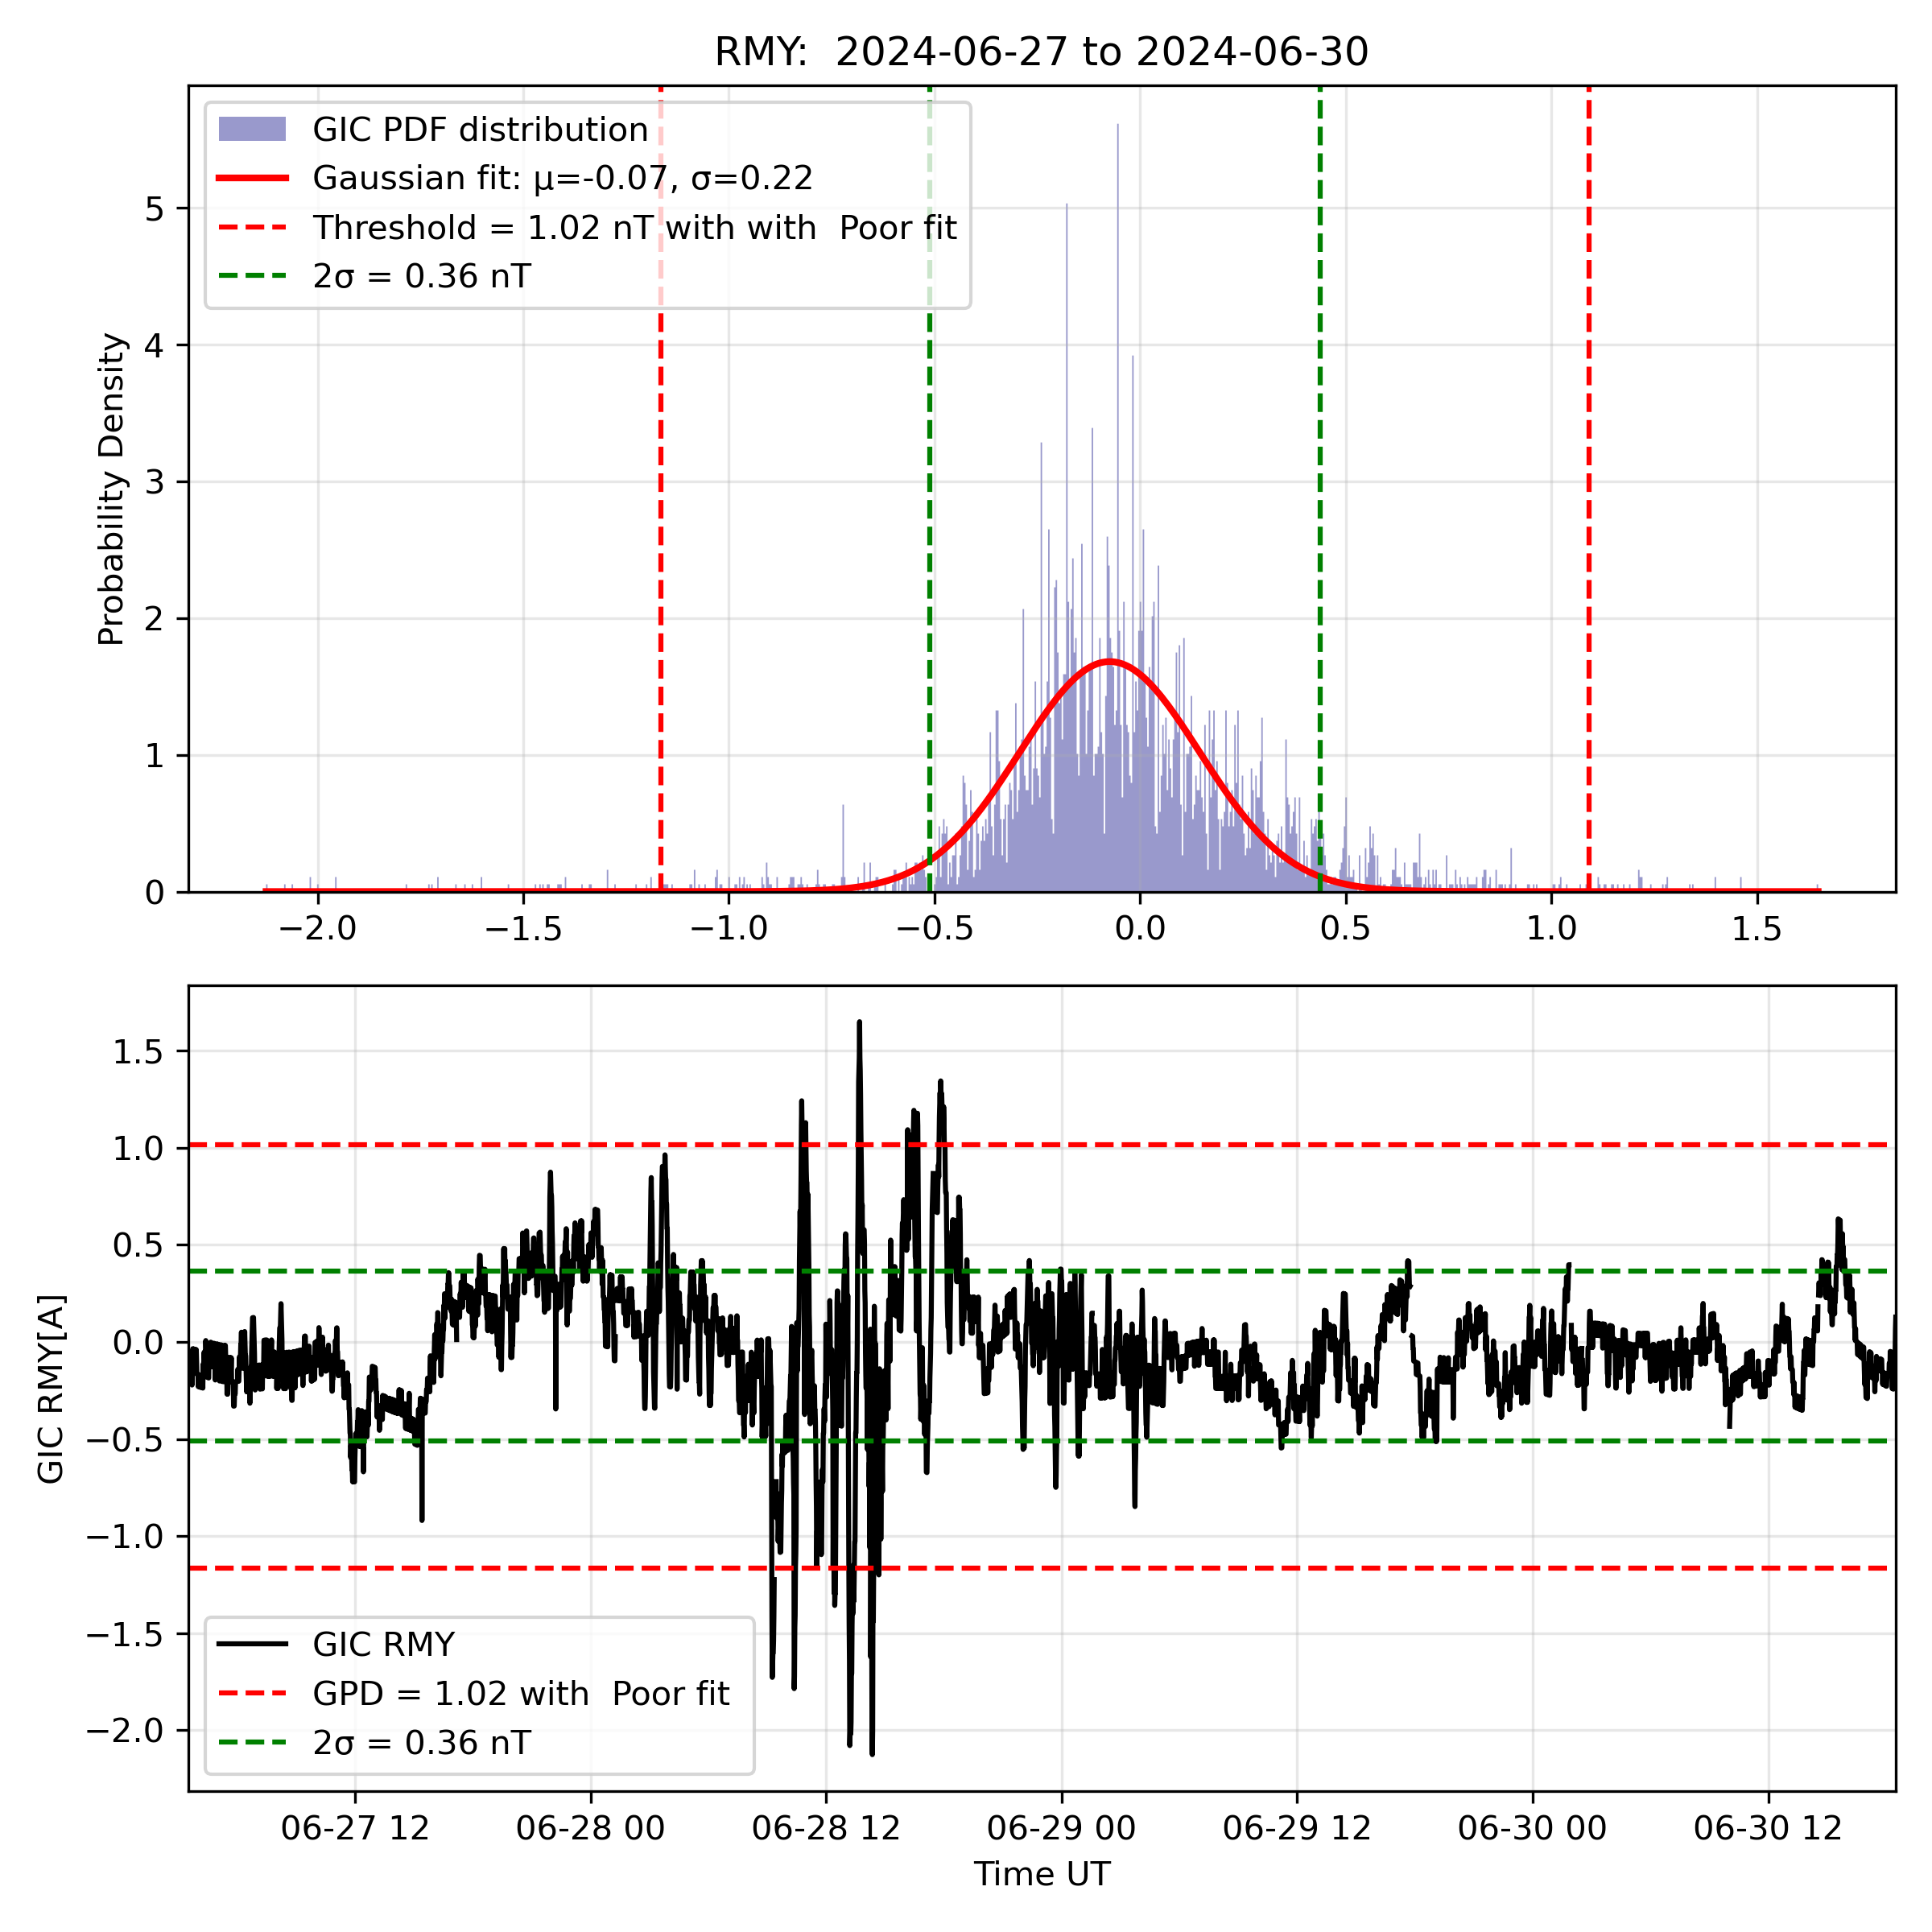 RMY:  2024-06-27 to 2024-06-30
GIC PDF distribution
Gaussian fit: μ=-0.07, σ=0.22
Threshold = 1.02 nT with with  Poor fit
2σ = 0.36 nT
Probability Density
5
4
3
2
1
0
−2.0 −1.5 −1.0 −0.5 0.0 0.5 1.0 1.5
GIC RMY[A]
1.5
1.0
0.5
0.0
−0.5
−1.0
−1.5
−2.0
GIC RMY
GPD = 1.02 with  Poor fit
2σ = 0.36 nT
06-27 12 06-28 00 06-28 12 06-29 00 06-29 12 06-30 00 06-30 12
Time UT